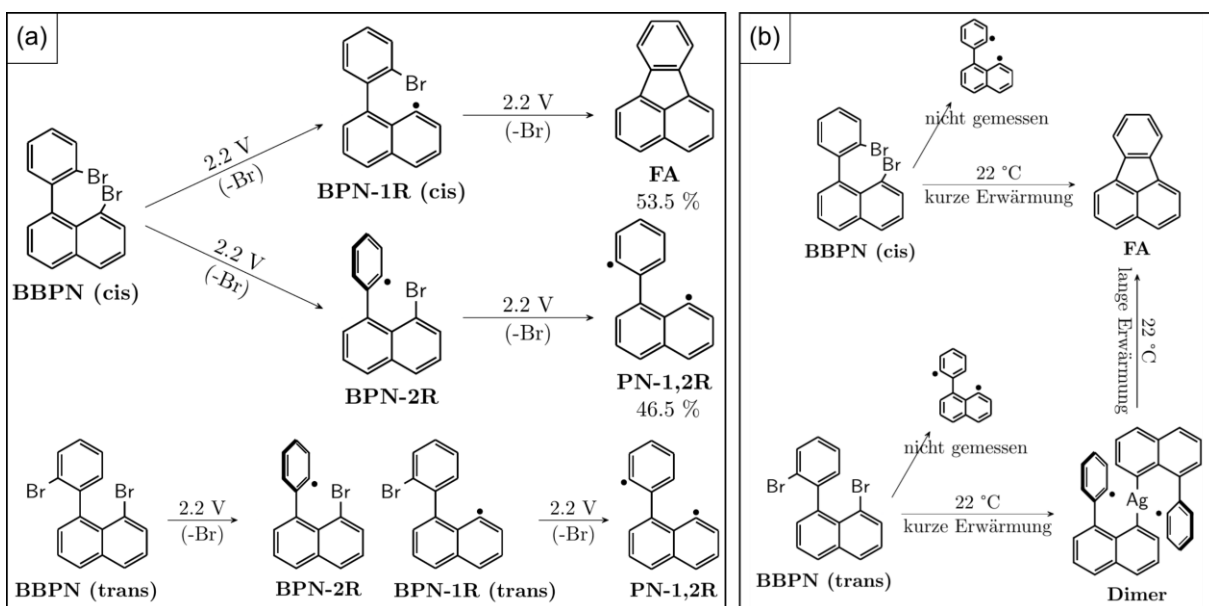 (a)
Br
Br
BBPN (cis)
2.2 V
(-Br)
Br
BPN-1R (cis)
2.2 V
(-Br)
FA
53.5 %
2.2 V
(-Br)
Br
BPN-2R
2.2 V
(-Br)
PN-1,2R
46.5 %
Br
Br
BBPN (trans)
2.2 V
(-Br)
Br
BPN-2R
Br
BPN-1R (trans)
2.2 V
(-Br)
PN-1,2R
(b)
nicht gemessen
Br
Br
BBPN (cis)
22 °C
kurze Erwärmung
FA
lange Erwärmung
22 °C
nicht gemessen
Br
Br
BBPN (trans)
22 °C
kurze Erwärmung
Ag
Dimer